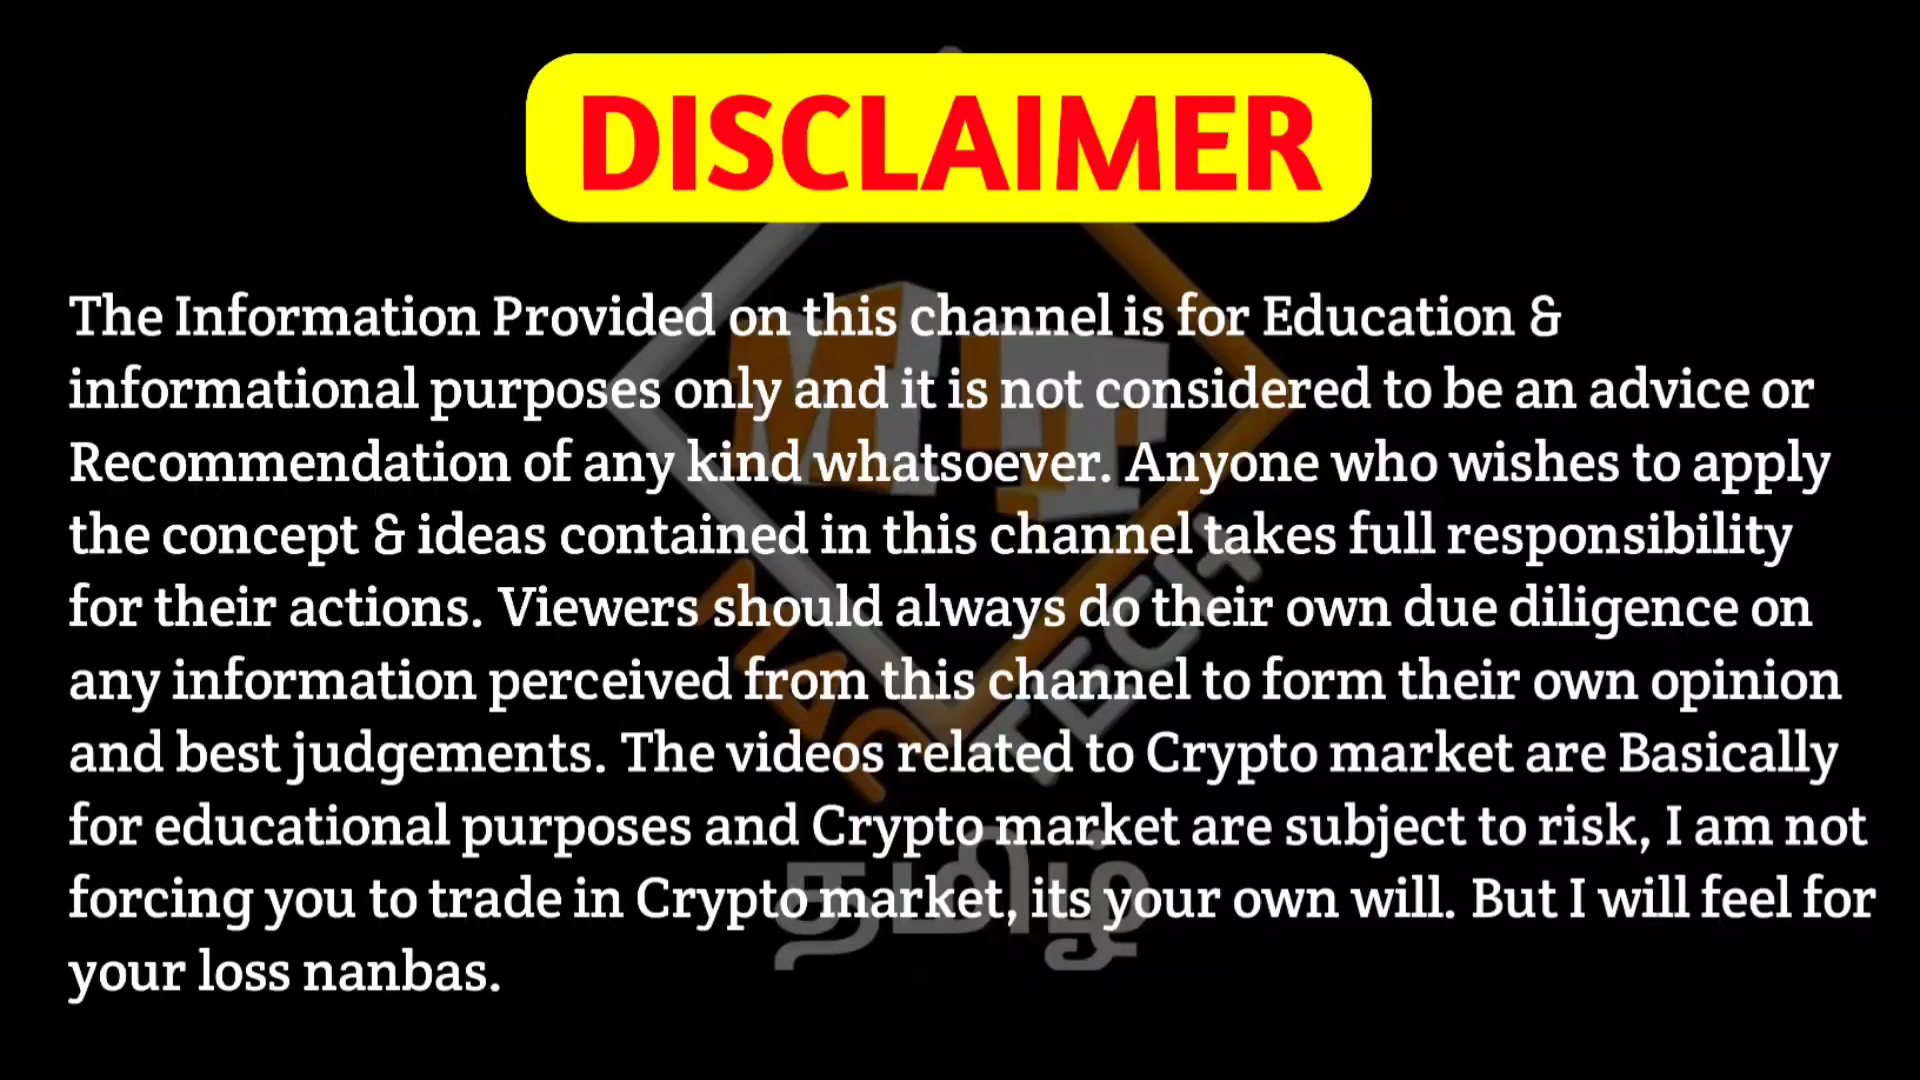 DISCLAIMER
The Information Provided on this channel is for Education &
informational purposes only and it is not considered to be an advice or
Recommendation of any kind whatsoever. Anyone who wishes to apply
the concept & ideas contained in this channel takes full responsibility
for their actions. Viewers should always do their own due diligence on
any information perceived from this channel to form their own opinion
and best judgements. The videos related to Crypto market are Basically
for educational purposes and Crypto market are subject to risk, I am not
forcing you to trade in Crypto market, its your own will. But I will feel for
your loss nanbas.
MT
TECH
தமிழ்